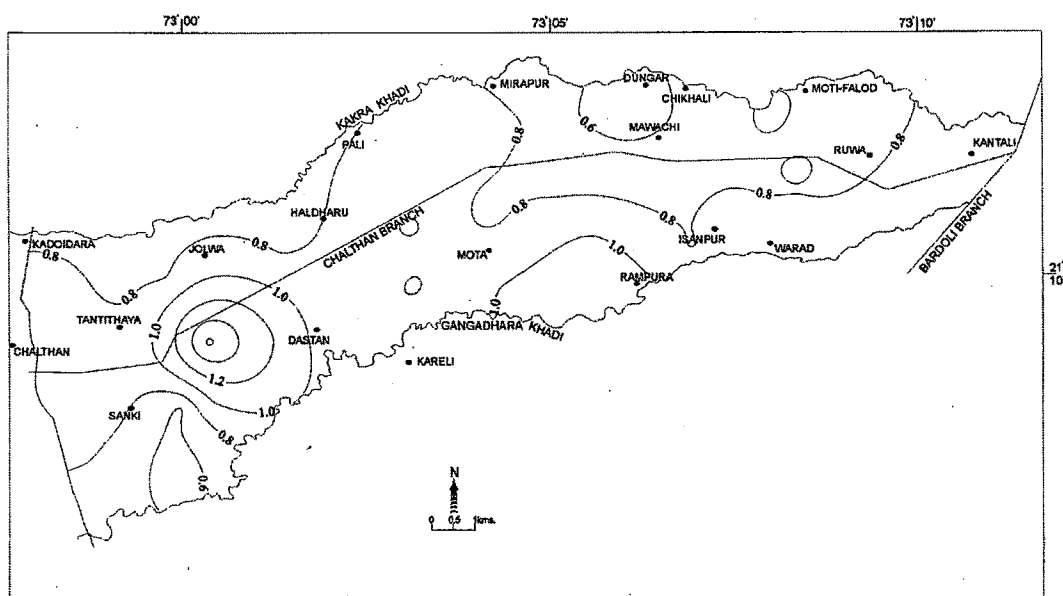 73°00'
73°05'
73°10'
MIRAPUR
DUNGAR
CHIKHALI
MOTI-FALOD
KAKRA KHADI
PALI
0.8
0.6
MAWACHI
0.8
RUWA
KANTALI
HALDHARU
0.8
0.8
0.8
0.8
CHALTHAN BRANCH
KADOIDARA
JOLWA
0.8
MOTA
1.0
ISANPUR
WARAD
BARDOLI BRANCH
21°
10'
RAMPURA
1.0
0.8
1.0
TANTITHAYA
1.0
GANGADHARA KHADI
DASTAN
CHALTHAN
KARELI
1.2
1.0
SANKI
0.8
0.6
N
0 0.5 1kms.